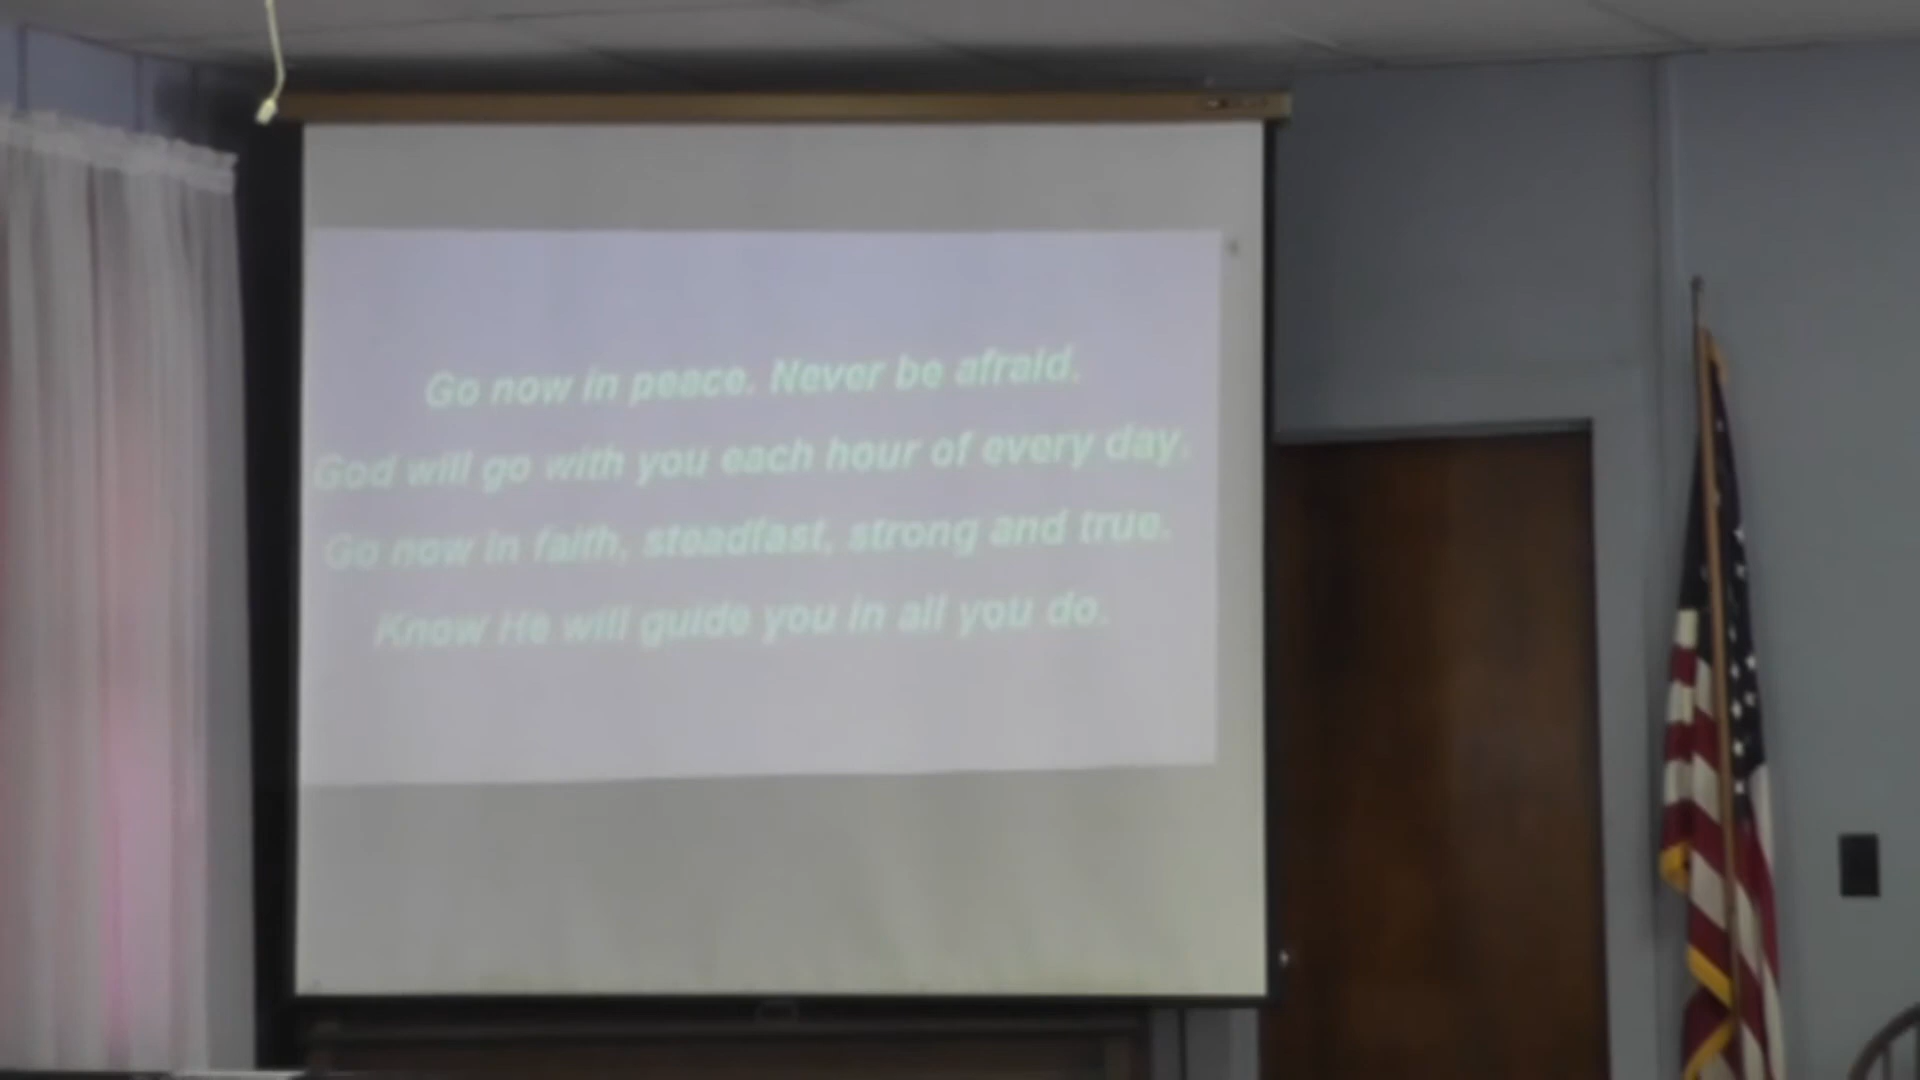 Go now in peace. Never be afraid.
God will go with you each hour of every day.
Go now in faith, steadfast, strong and true.
Know He will guide you in all you do.